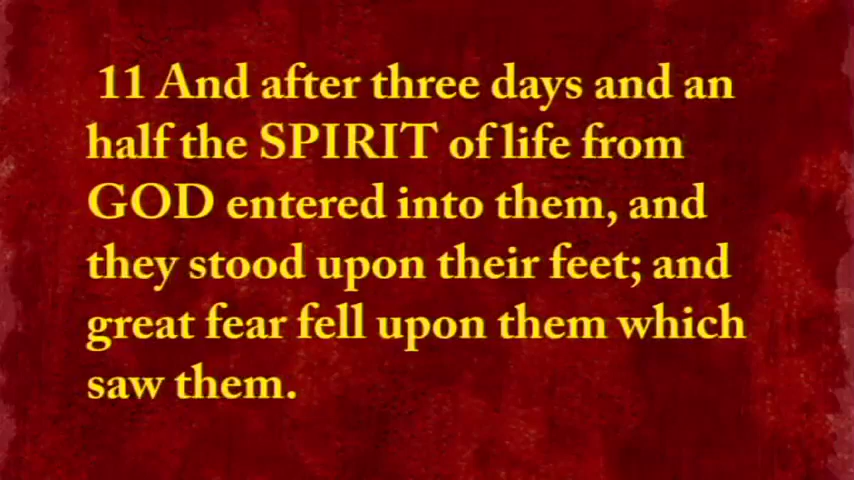 11 And after three days and an
half the SPIRIT of life from
GOD entered into them, and
they stood upon their feet; and
great fear fell upon them which
saw them.